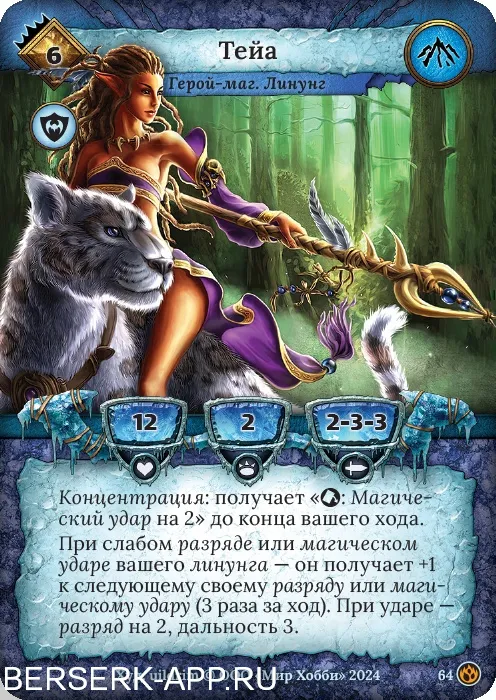 6
Тейа
Герой-маг. Линунг
12
2
2-3-3
Концентрация: получает « : Магиче-
ский удар на 2» до конца вашего хода.
При слабом разряде или магическом
ударе вашего линунга — он получает +1
к следующему своему разряду или маги-
ческому удару (3 раза за ход). При ударе —
разряд на 2, дальность 3.
© ООО «Мир Хобби» 2024
64
BERSERK-APP.RU